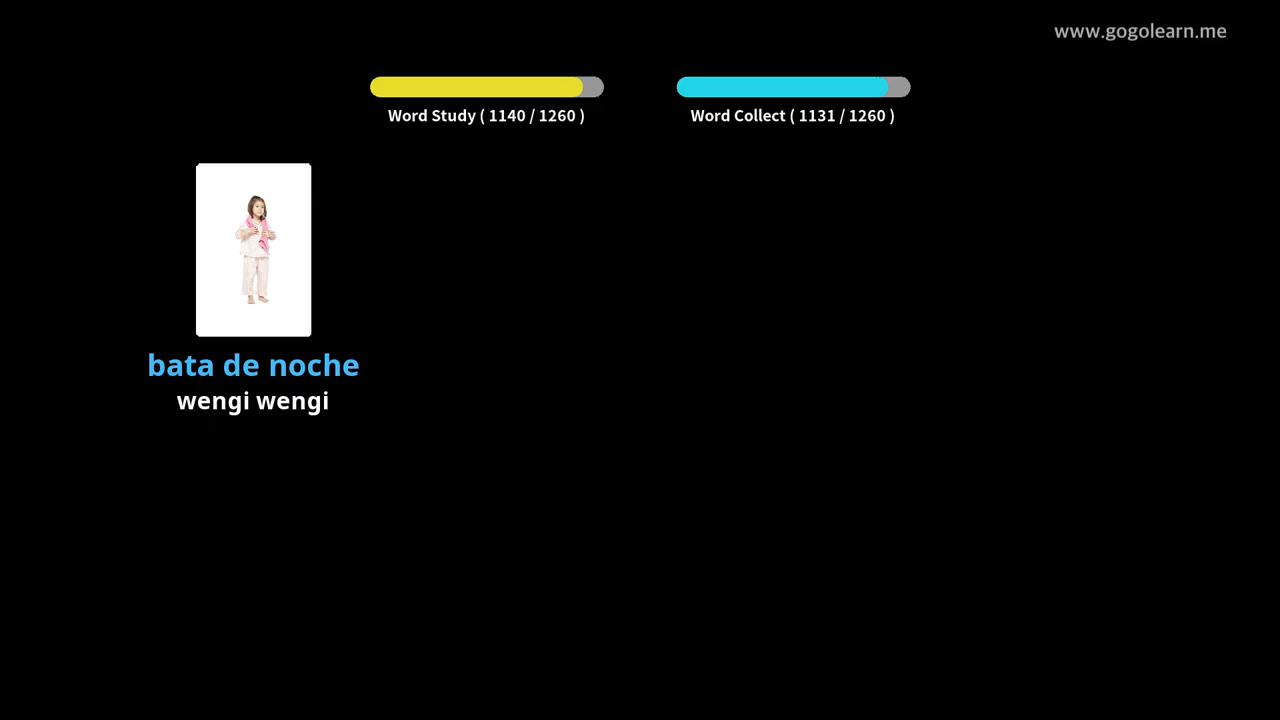 www.gogolearn.me
Word Study ( 1140 / 1260 )
Word Collect ( 1131 / 1260 )
bata de noche
wengi wengi